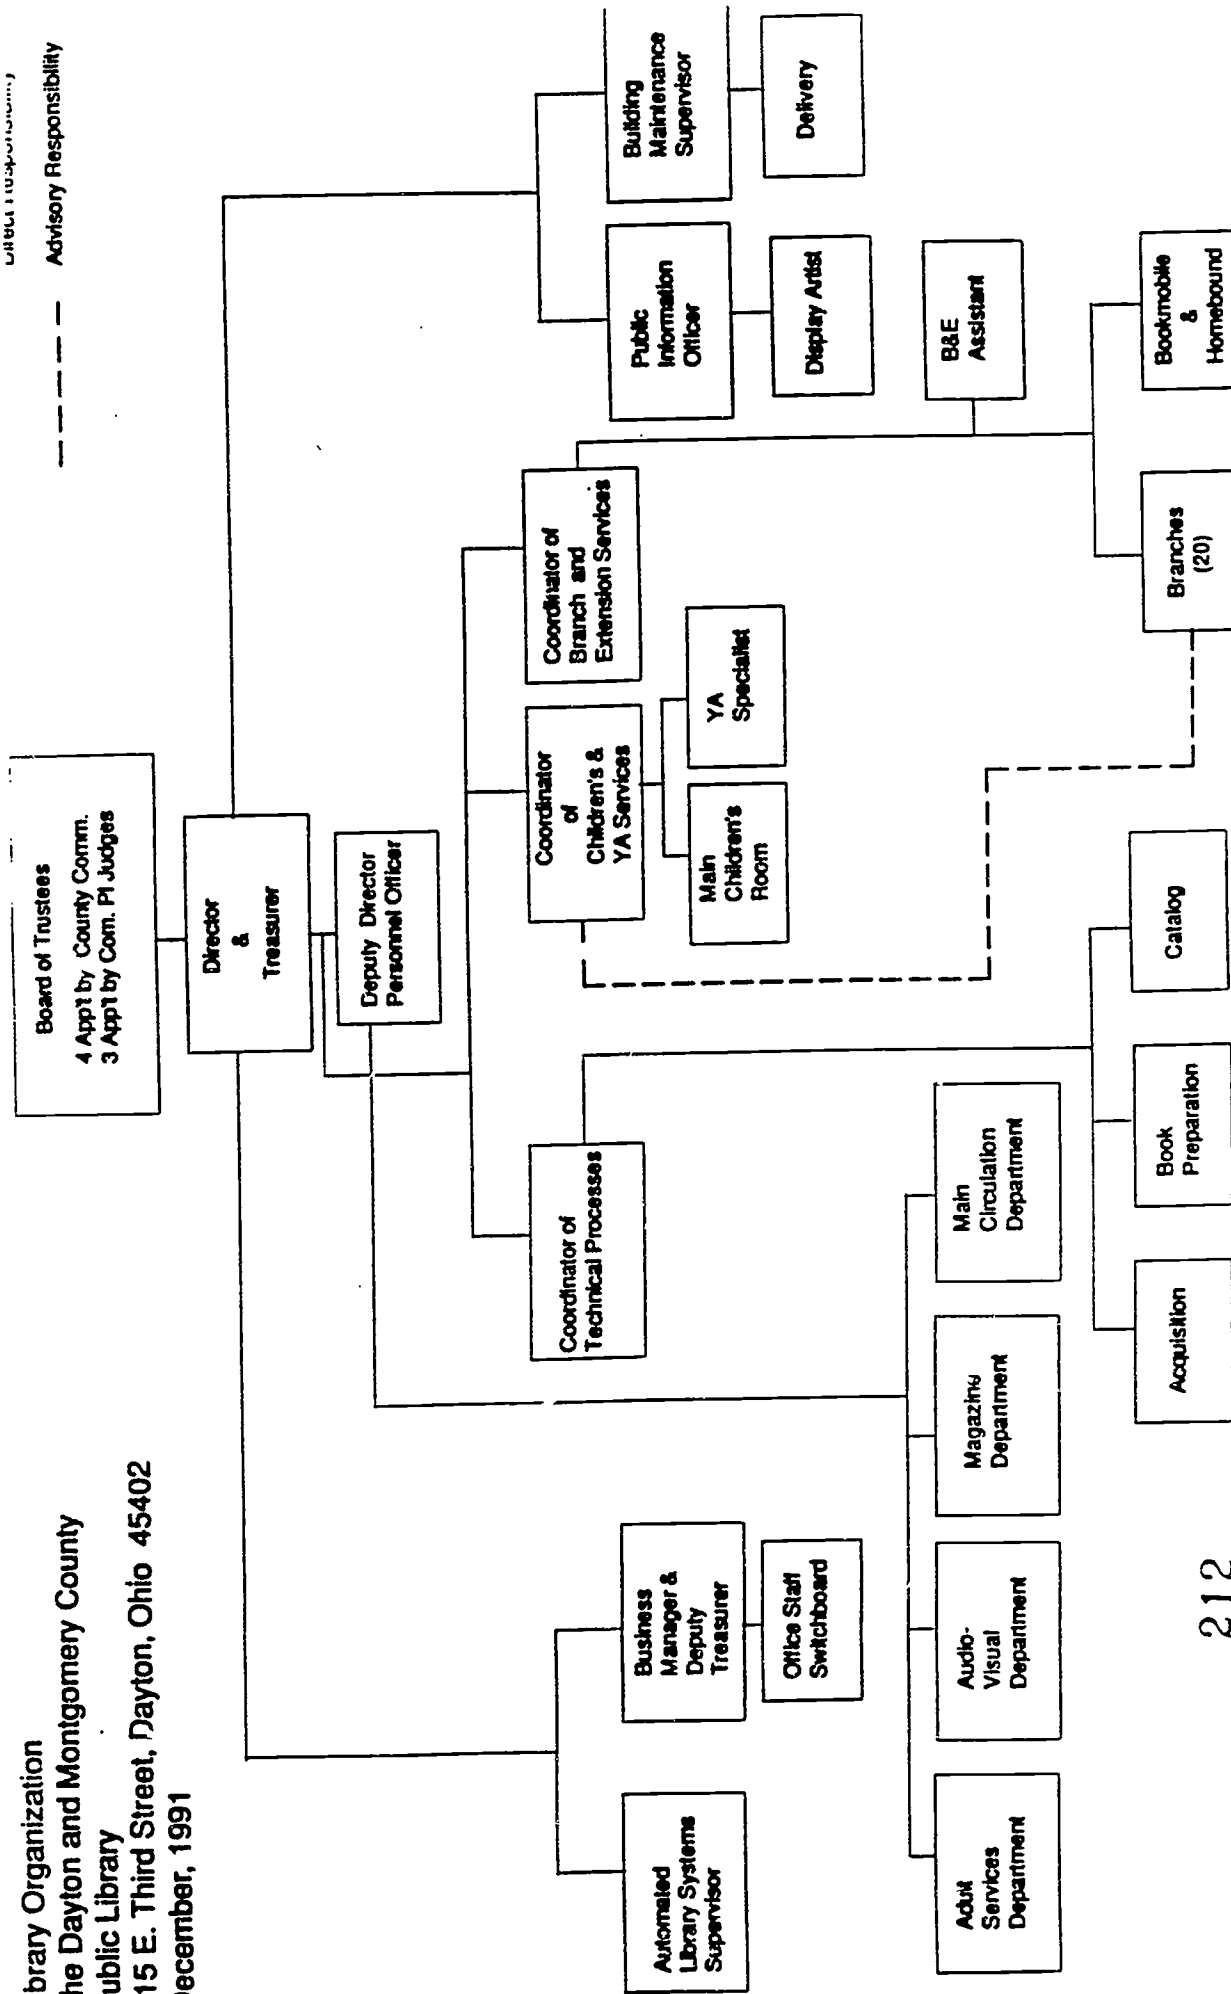 brary Organization
he Dayton and Montgomery County
ublic Library
15 E. Third Street, Dayton, Ohio 45402
ecember, 1991
Advisory Responsibility
Board of Trustees
4 App't by County Comm.
3 App't by Com. Pl Judges
Director
&
Treasurer
Deputy Director
Personnel Officer
Coordinator of
Technical Processes
Coordinator
of
Children's &
YA Services
Coordinator of
Branch and
Extension Services
Automated
Library Systems
Supervisor
Business
Manager &
Deputy
Treasurer
Office Staff
Switchboard
Public
Information
Officer
Display Artist
Building
Maintenance
Supervisor
Delivery
Main
Children's
Room
YA
Specialist
B&E
Assistant
Adult
Services
Department
Audio-
Visual
Department
Magazine
Department
Main
Circulation
Department
Acquisition
Book
Preparation
Catalog
Branches
(20)
Bookmobile
&
Homebound
212